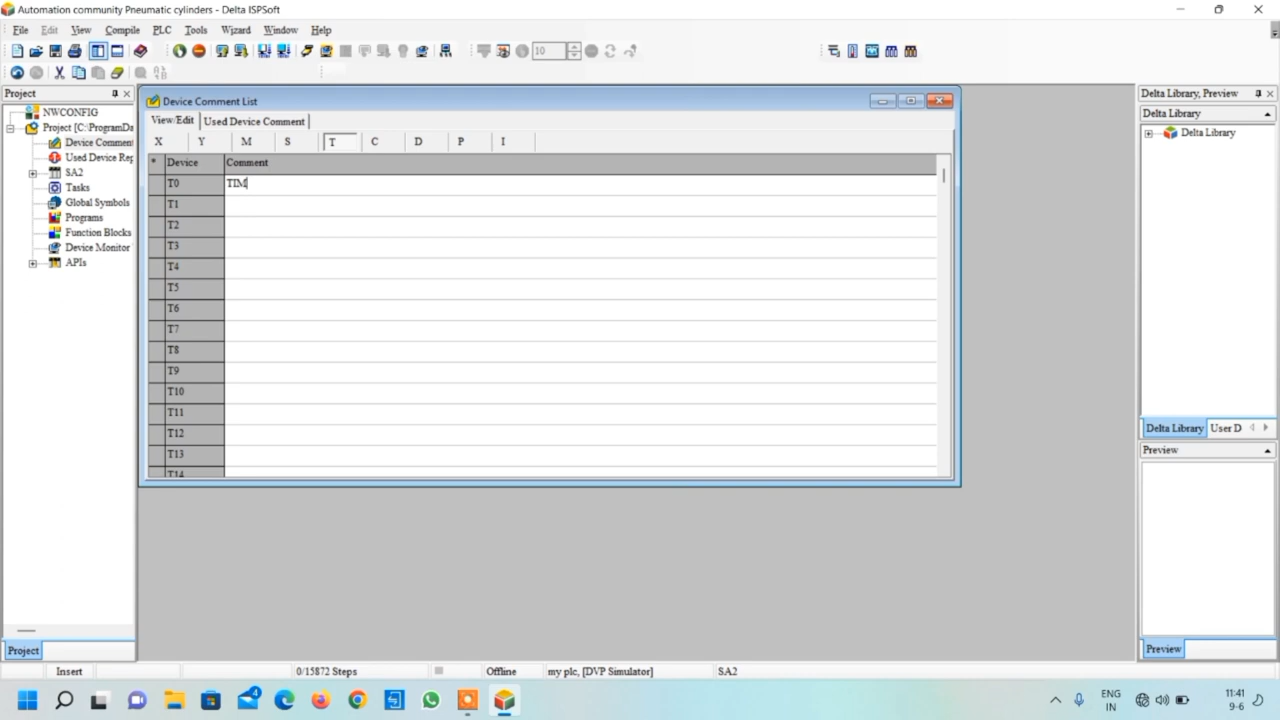 Automation community Pneumatic cylinders - Delta ISPSoft
File Edit View Compile PLC Tools Wizard Window Help
10
Project
NWCONFIG
Project [C:\ProgramDa
Device Comment
Used Device Rep
SA2
Tasks
Global Symbols
Programs
Function Blocks
Device Monitor
APIs
Project
Device Comment List
View/Edit Used Device Comment
X Y M S T C D P I
* Device Comment
T0 TIM
T1
T2
T3
T4
T5
T6
T7
T8
T9
T10
T11
T12
T13
T14
Delta Library, Preview
Delta Library
Delta Library
Delta Library User D
Preview
Preview
Insert 0/15872 Steps Offline my plc, [DVP Simulator] SA2
4
ENG
IN
11:41
9-6